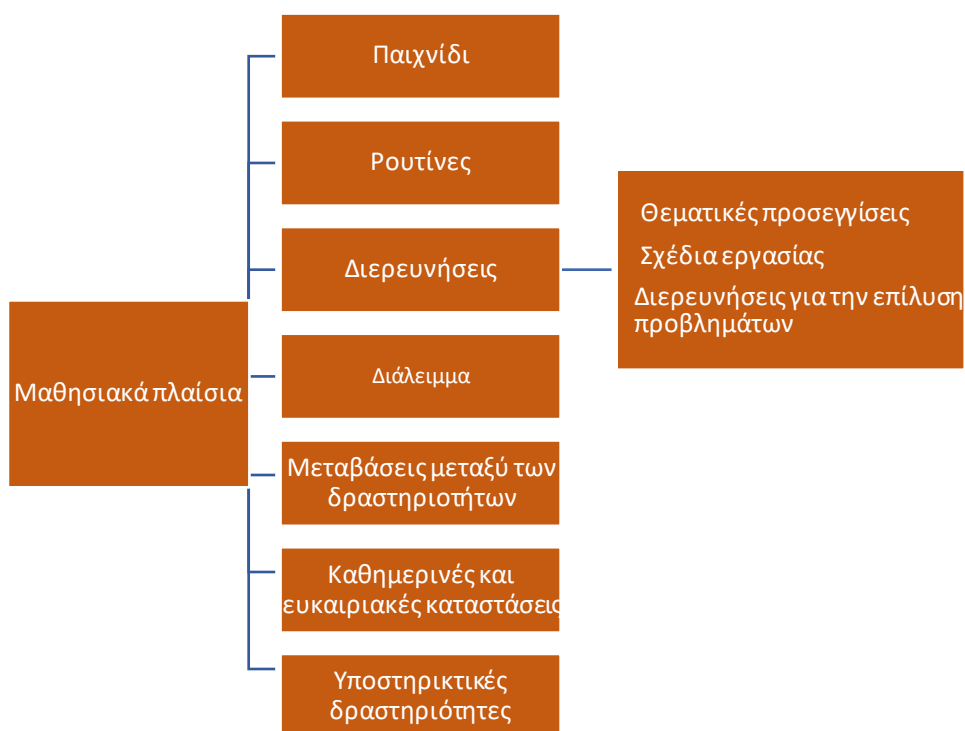 Παιχνίδι
Ρουτίνες
Διερευνήσεις
Θεματικές προσεγγίσεις
Σχέδια εργασίας
Διερευνήσεις για την επίλυση
προβλημάτων
Μαθησιακά πλαίσια
Διάλειμμα
Μεταβάσεις μεταξύ των
δραστηριοτήτων
Καθημερινές και
ευκαιριακές καταστάσεις
Υποστηρικτικές
δραστηριότητες